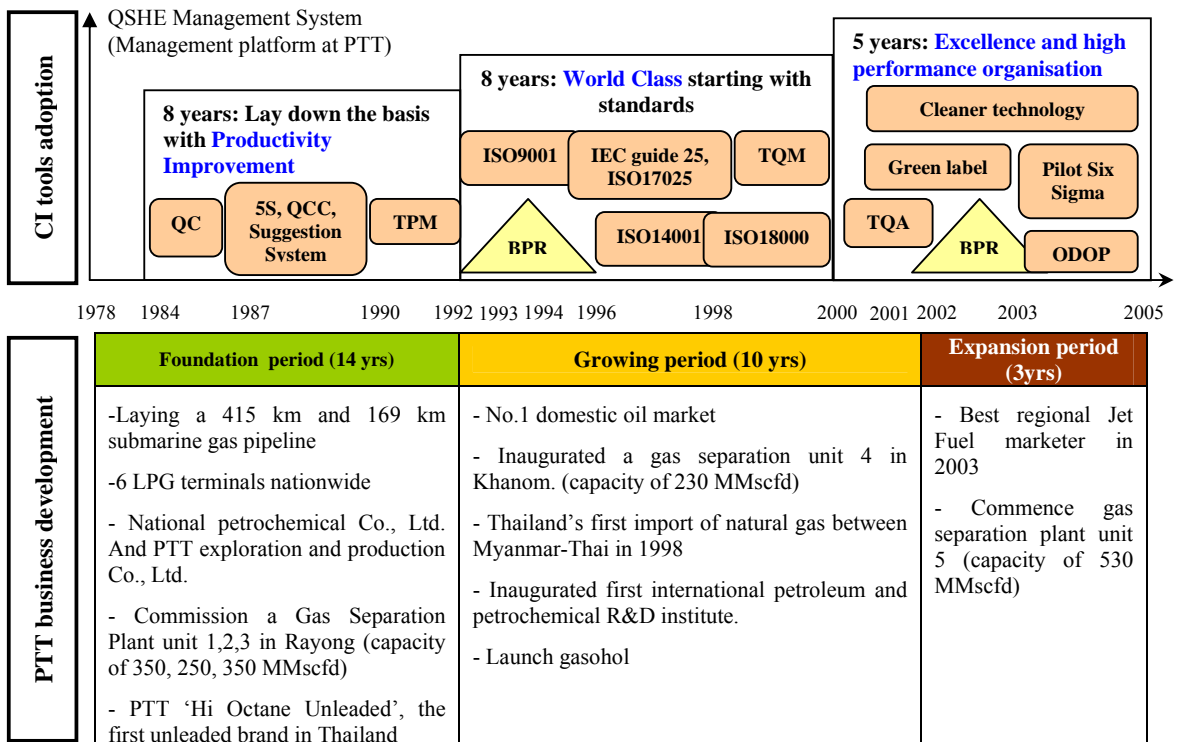 CI tools adoption
QSHE Management System
(Management platform at PTT)
8 years: Lay down the basis
with Productivity
Improvement
QC
5S, QCC,
Suggestion
System
TPM
8 years: World Class starting with
standards
ISO9001
IEC guide 25,
ISO17025
TQM
BPR
ISO14001
ISO18000
5 years: Excellence and high
performance organisation
Cleaner technology
Green label
Pilot Six
Sigma
TQA
BPR
ODOP
1978 1984 1987 1990 1992 1993 1994 1996 1998 2000 2001 2002 2003 2005
PTT business development
Foundation period (14 yrs)
-Laying a 415 km and 169 km
submarine gas pipeline
-6 LPG terminals nationwide
- National petrochemical Co., Ltd.
And PTT exploration and production
Co., Ltd.
- Commission a Gas Separation
Plant unit 1,2,3 in Rayong (capacity
of 350, 250, 350 MMscfd)
- PTT ‘Hi Octane Unleaded’, the
first unleaded brand in Thailand
Growing period (10 yrs)
- No.1 domestic oil market
- Inaugurated a gas separation unit 4 in
Khanom. (capacity of 230 MMscfd)
- Thailand’s first import of natural gas between
Myanmar-Thai in 1998
- Inaugurated first international petroleum and
petrochemical R&D institute.
- Launch gasohol
Expansion period
(3yrs)
- Best regional Jet
Fuel marketer in
2003
- Commence gas
separation plant unit
5 (capacity of 530
MMscfd)